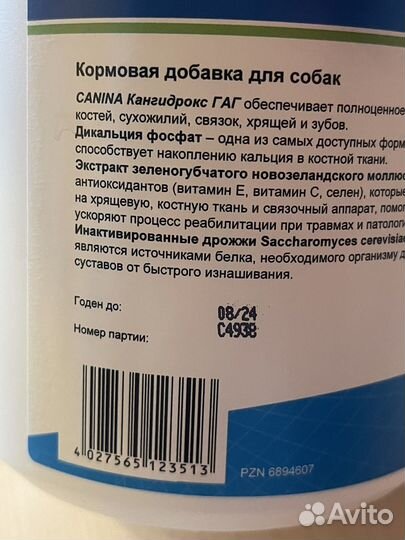 Кормовая добавка для собак
CANINA Кангидрокс ГАГ обеспечивает полноценное
костей, сухожилий, связок, хрящей и зубов.
Дикальция фосфат – одна из самых доступных форм
способствует накоплению кальция в костной ткани.
Экстракт зеленогубчатого новозеландского моллюс
антиоксидантов (витамин Е, витамин С, селен), которые
на хрящевую, костную ткань и связочный аппарат, помог
ускоряют процесс реабилитации при травмах и патологи
Инактивированные дрожжи Saccharomyces cerevisiae
являются источниками белка, необходимого организму д
суставов от быстрого изнашивания.
Годен до: 08/24
Номер партии: C4938
4 027565 123513
PZN 6894607
Avito